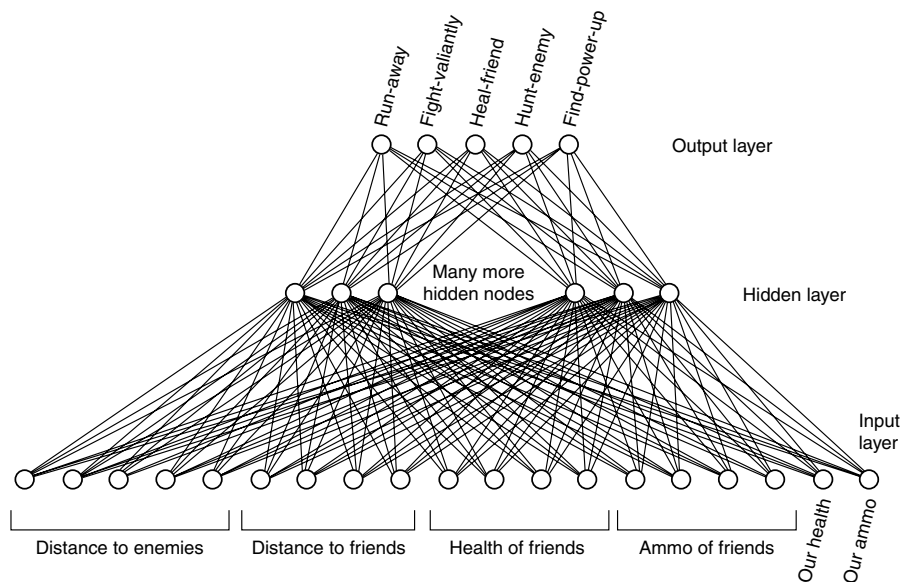 Run-away
Fight-valiantly
Heal-friend
Hunt-enemy
Find-power-up
Output layer
Many more
hidden nodes
Hidden layer
Input
layer
Distance to enemies
Distance to friends
Health of friends
Ammo of friends
Our health
Our ammo